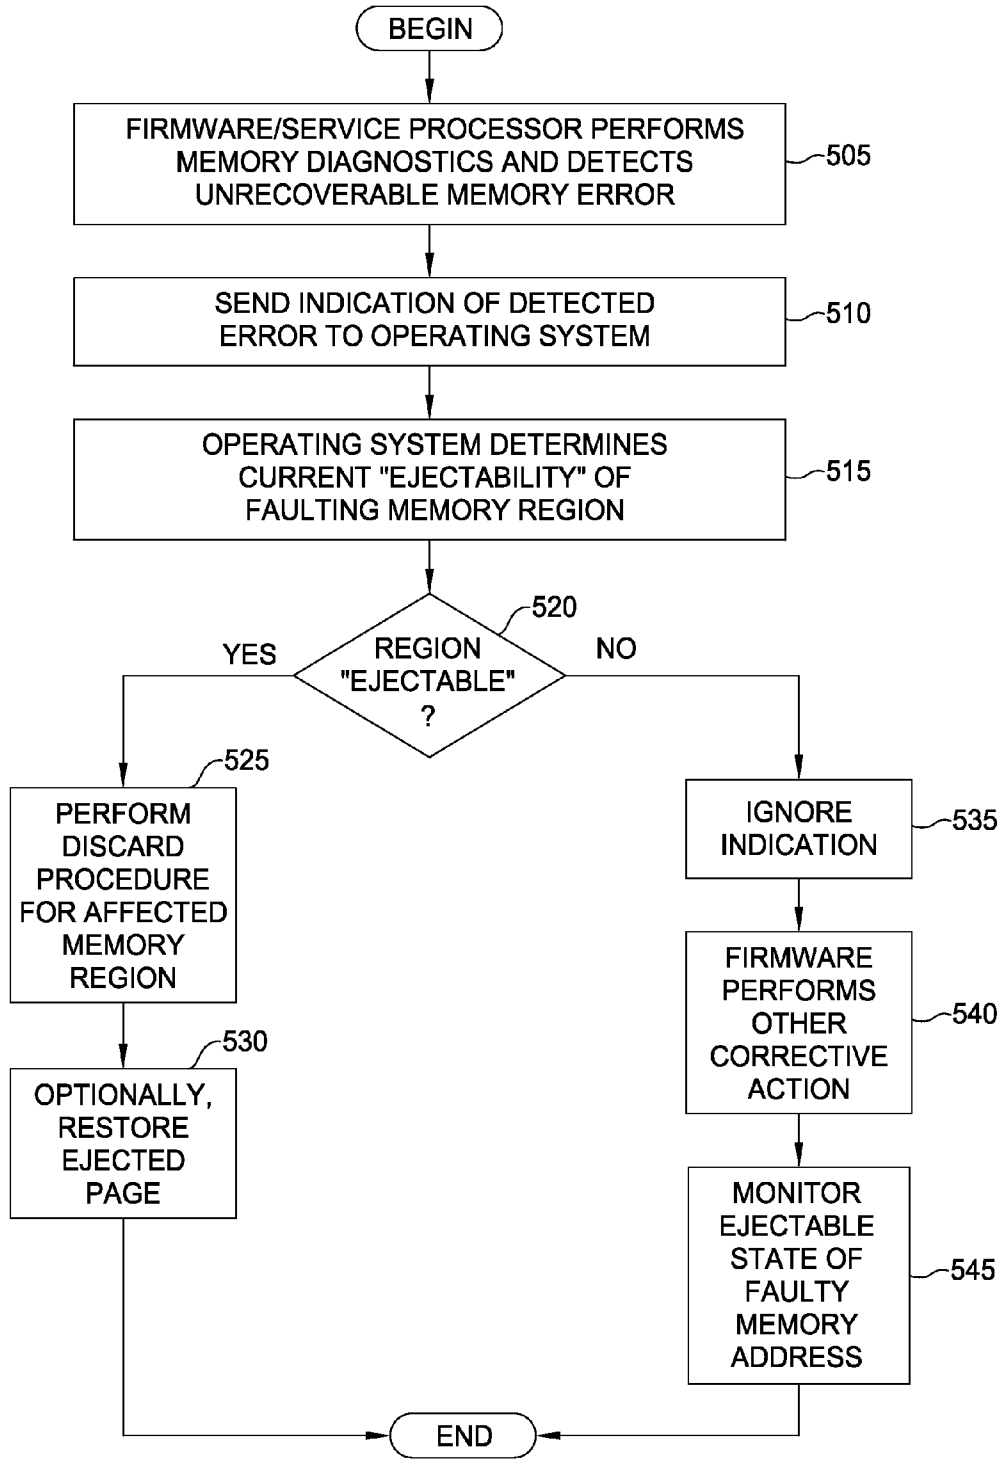 BEGIN
FIRMWARE/SERVICE PROCESSOR PERFORMS
MEMORY DIAGNOSTICS AND DETECTS
UNRECOVERABLE MEMORY ERROR
505
SEND INDICATION OF DETECTED
ERROR TO OPERATING SYSTEM
510
OPERATING SYSTEM DETERMINES
CURRENT "EJECTABILITY" OF
FAULTING MEMORY REGION
515
520
REGION
"EJECTABLE"
?
YES
NO
525
PERFORM
DISCARD
PROCEDURE
FOR AFFECTED
MEMORY
REGION
530
OPTIONALLY,
RESTORE
EJECTED
PAGE
IGNORE
INDICATION
535
FIRMWARE
PERFORMS
OTHER
CORRECTIVE
ACTION
540
MONITOR
EJECTABLE
STATE OF
FAULTY
MEMORY
ADDRESS
545
END